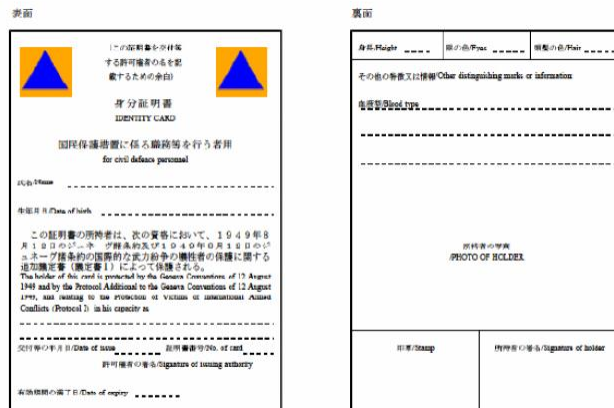 表面
(この証明書を交付等
する許可権者の名を記
載するための余白)
身分証明書
IDENTITY CARD
国民保護措置に係る職務等を行う者用
for civil defence personnel
氏名/Name
生年月日/Date of birth
この証明書の所持者は、次の資格において、1949年8
月12日のジュネーヴ諸条約及び1949年8月12日のジ
ュネーヴ諸条約の国際的な武力紛争の犠牲者の保護に関する
追加議定書(議定書Ⅰ)によって保護される。
The holder of this card is protected by the Geneva Conventions of 12 August
1949 and by the Protocol Additional to the Geneva Conventions of 12 August
1949, and relating to the Protection of Victims of International Armed
Conflicts (Protocol I) in his capacity as
交付等の年月日/Date of issue 証明書番号/No. of card
許可権者の署名/Signature of issuing authority
有効期間の満了日/Date of expiry
裏面
身長/Height 眼の色/Eyes 頭髪の色/Hair
その他の特徴又は情報/Other distinguishing marks or information:
血液型/Blood type
所持者の写真
/PHOTO OF HOLDER
印章/Stamp 所持者の署名/Signature of holder